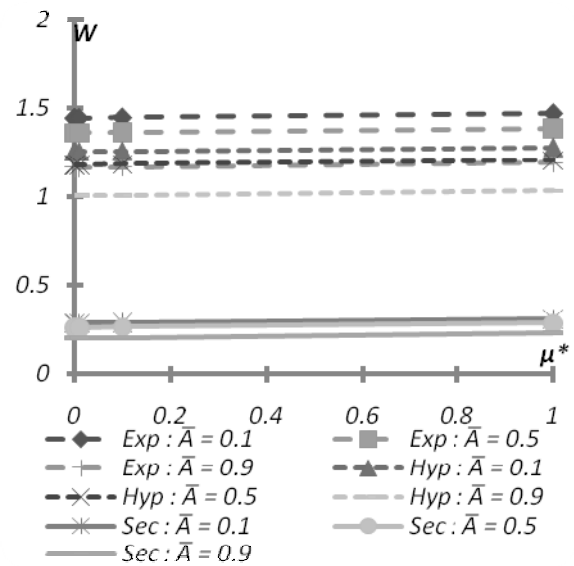 2
W
1.5
1
0.5
0
μ*
0 0.2 0.4 0.6 0.8 1
Exp : Ā = 0.1 Exp : Ā = 0.5
Exp : Ā = 0.9 Hyp : Ā = 0.1
Hyp : Ā = 0.5 Hyp : Ā = 0.9
Sec : Ā = 0.1 Sec : Ā = 0.5
Sec : Ā = 0.9